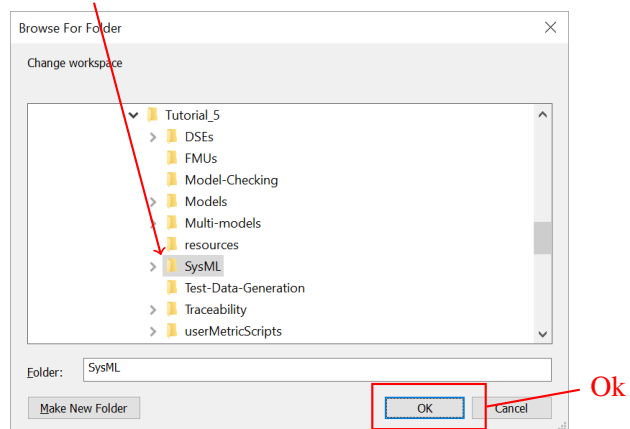 Browse For Folder
Change workspace
Tutorial_5
DSEs
FMUs
Model-Checking
Models
Multi-models
resources
SysML
Test-Data-Generation
Traceability
userMetricScripts
Folder: SysML
Ok
Make New Folder OK Cancel